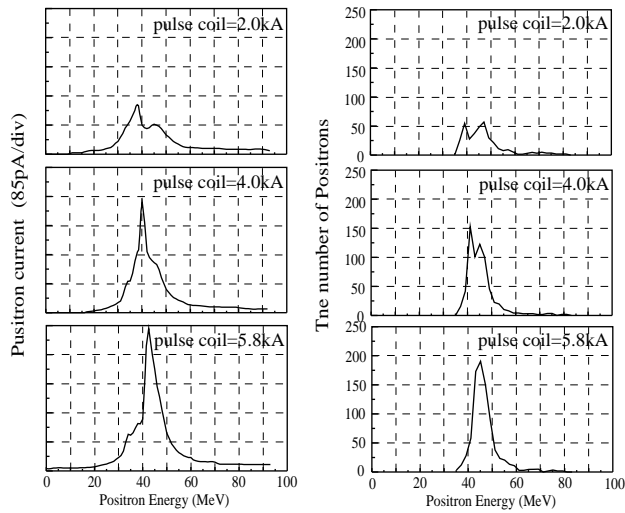 Pusitron current (85pA/div)
pulse coil=2.0kA
pulse coil=4.0kA
pulse coil=5.8kA
0 20 40 60 80 100
Positron Energy (MeV)
Tne number of Positrons
250
200
150
100
50
0
pulse coil=2.0kA
250
200
150
100
50
0
pulse coil=4.0kA
250
200
150
100
50
0
pulse coil=5.8kA
0 20 40 60 80 100
Positron Energy (MeV)